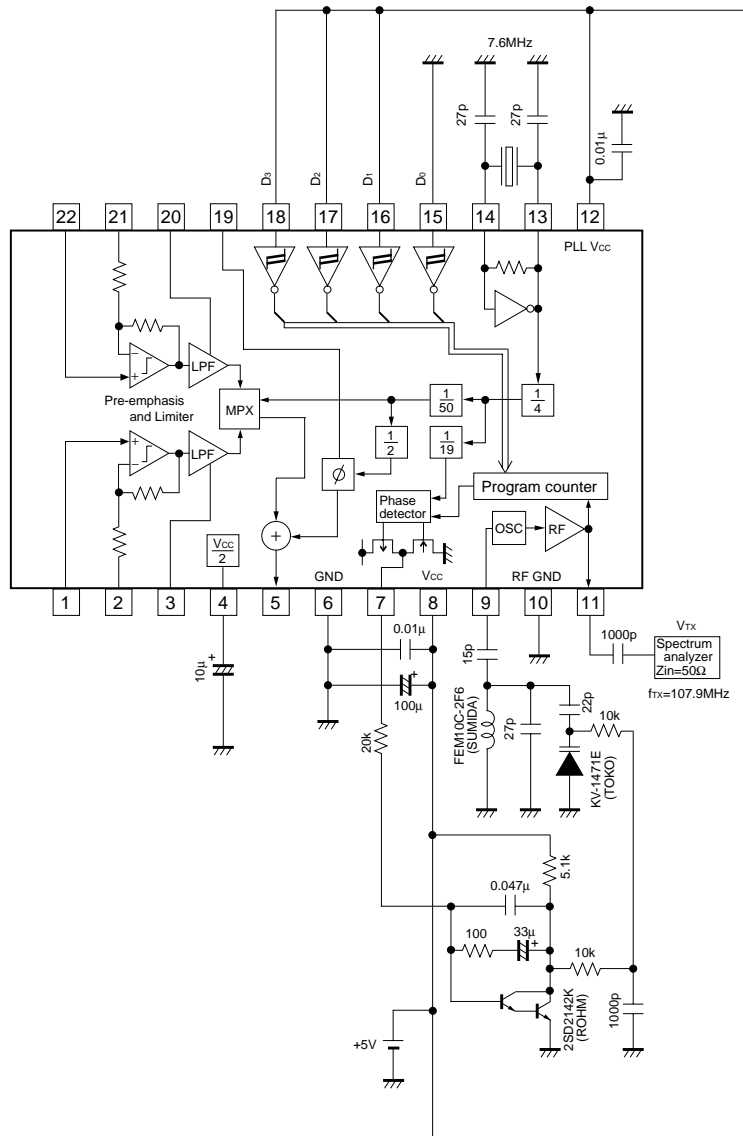 7.6MHz
27p
27p
0.01μ
D3
D2
D1
D0
22
21
20
19
18
17
16
15
14
13
12
PLL VCC
−
+
LPF
Pre-emphasis
and Limiter
MPX
1
50
1
4
1
2
1
19
+
−
LPF
ϕ
Program counter
Phase
detector
OSC
RF
VCC
2
+
GND
VCC
RF GND
1
2
3
4
5
6
7
8
9
10
11
10μ
+
0.01μ
+
100μ
20k
15p
1000p
VTX
Spectrum
analyzer
Zin=50Ω
fTX=107.9MHz
FEM10C-2F6
(SUMIDA)
27p
22p
10k
KV-1471E
(TOKO)
5.1k
0.047μ
100
33μ
+
10k
2SD2142K
(ROHM)
1000p
+5V